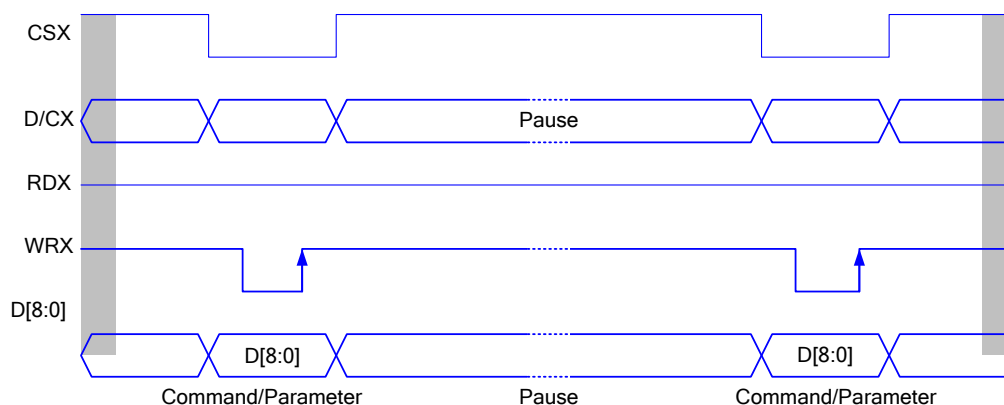 CSX
D/CX
Pause
RDX
WRX
D[8:0]
D[8:0] D[8:0]
Command/Parameter Pause Command/Parameter